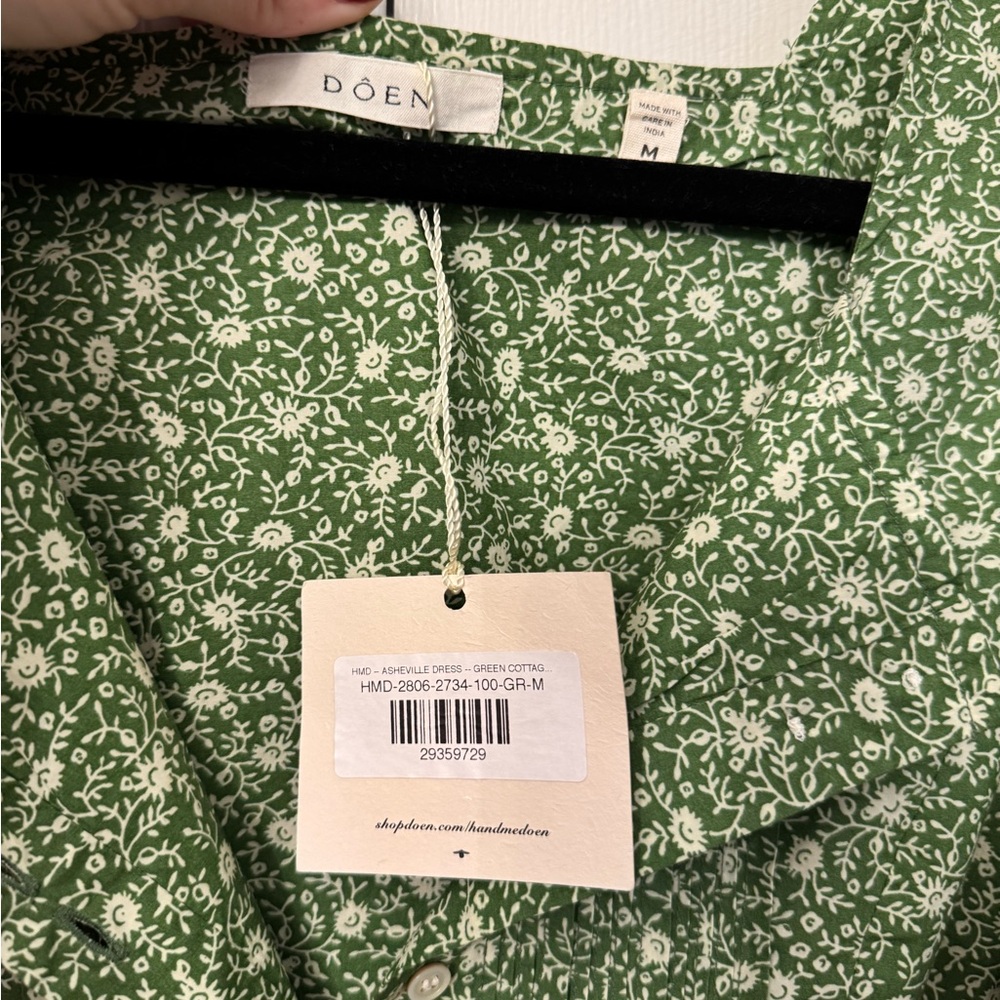 DÔEN
MADE WITH
CARE IN
INDIA
M
HMD – ASHEVILLE DRESS -- GREEN COTTAG...
HMD-2806-2734-100-GR-M
29359729
shopdoen.com/handmedoen